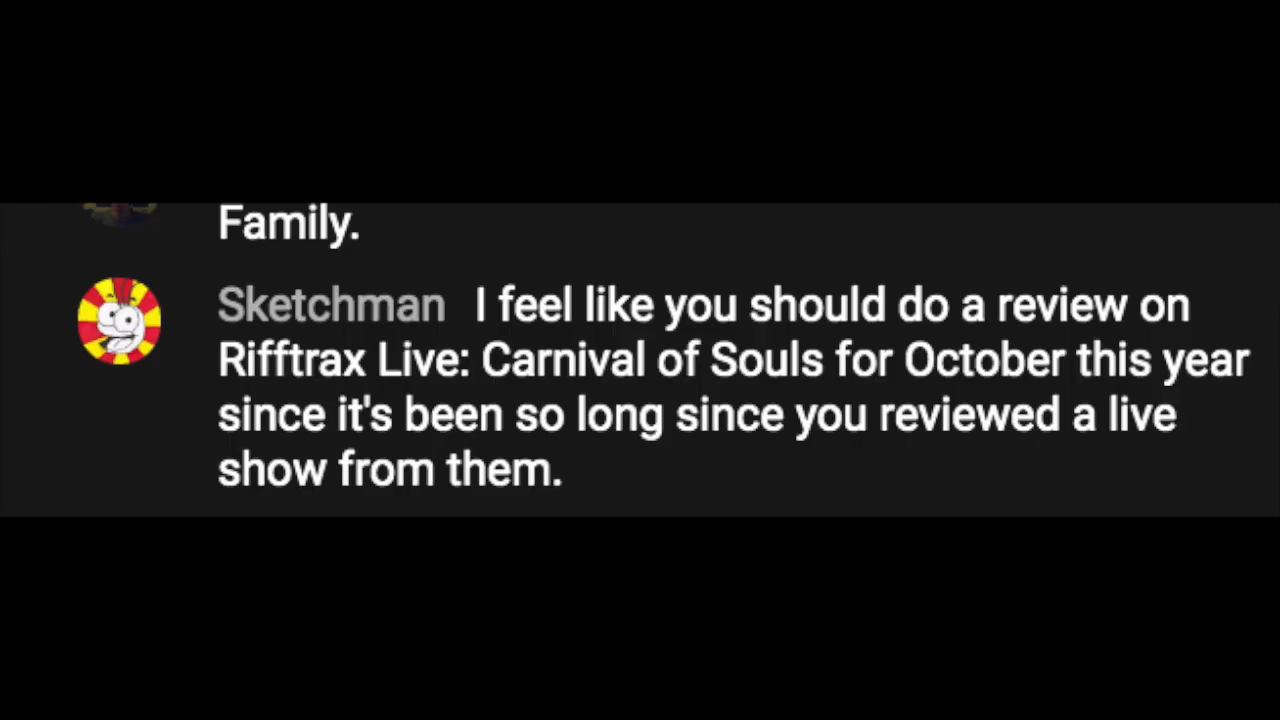 Family.
Sketchman I feel like you should do a review on
Rifftrax Live: Carnival of Souls for October this year
since it's been so long since you reviewed a live
show from them.